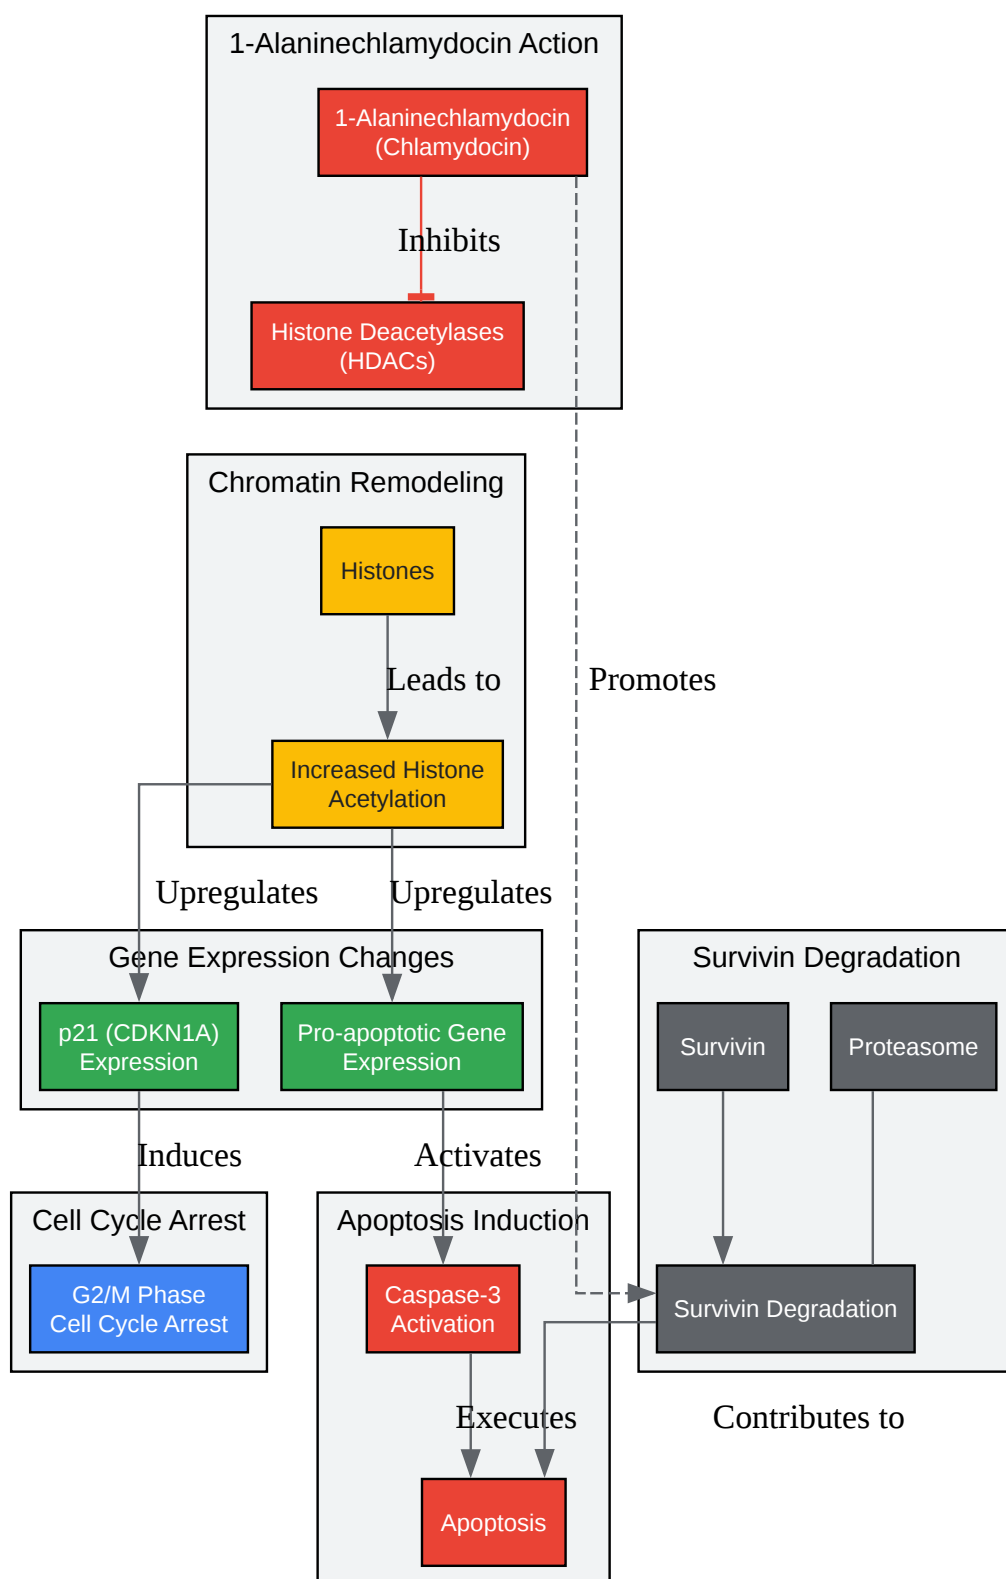 1-Alaninechlamydocin Action
1-Alaninechlamydocin
(Chlamydocin)
Inhibits
Histone Deacetylases
(HDACs)
Chromatin Remodeling
Histones
Leads to
Promotes
Increased Histone
Acetylation
Upregulates
Upregulates
Gene Expression Changes
Survivin Degradation
p21 (CDKN1A)
Expression
Pro-apoptotic Gene
Expression
Survivin
Proteasome
Induces
Activates
Cell Cycle Arrest
Apoptosis Induction
G2/M Phase
Cell Cycle Arrest
Caspase-3
Activation
Survivin Degradation
Executes
Contributes to
Apoptosis